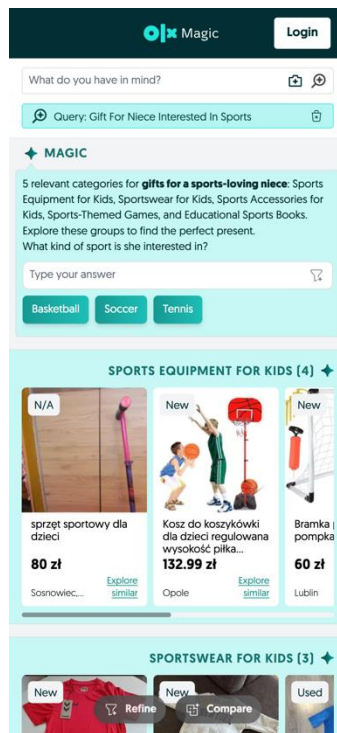 OLX Magic
Login
What do you have in mind?
Query: Gift For Niece Interested In Sports
MAGIC
5 relevant categories for gifts for a sports-loving niece: Sports
Equipment for Kids, Sportswear for Kids, Sports Accessories for
Kids, Sports-Themed Games, and Educational Sports Books.
Explore these groups to find the perfect present.
What kind of sport is she interested in?
Type your answer
Basketball
Soccer
Tennis
SPORTS EQUIPMENT FOR KIDS (4)
N/A
sprzęt sportowy dla
dzieci
80 zł
Sosnowiec,...
Explore
similar
New
Kosz do koszykówki
dla dzieci regulowana
wysokość piłka...
132.99 zł
Opole
Explore
similar
New
Bramka
pompka
60 zł
Lublin
SPORTSWEAR FOR KIDS (3)
New
New
Used
Refine
Compare